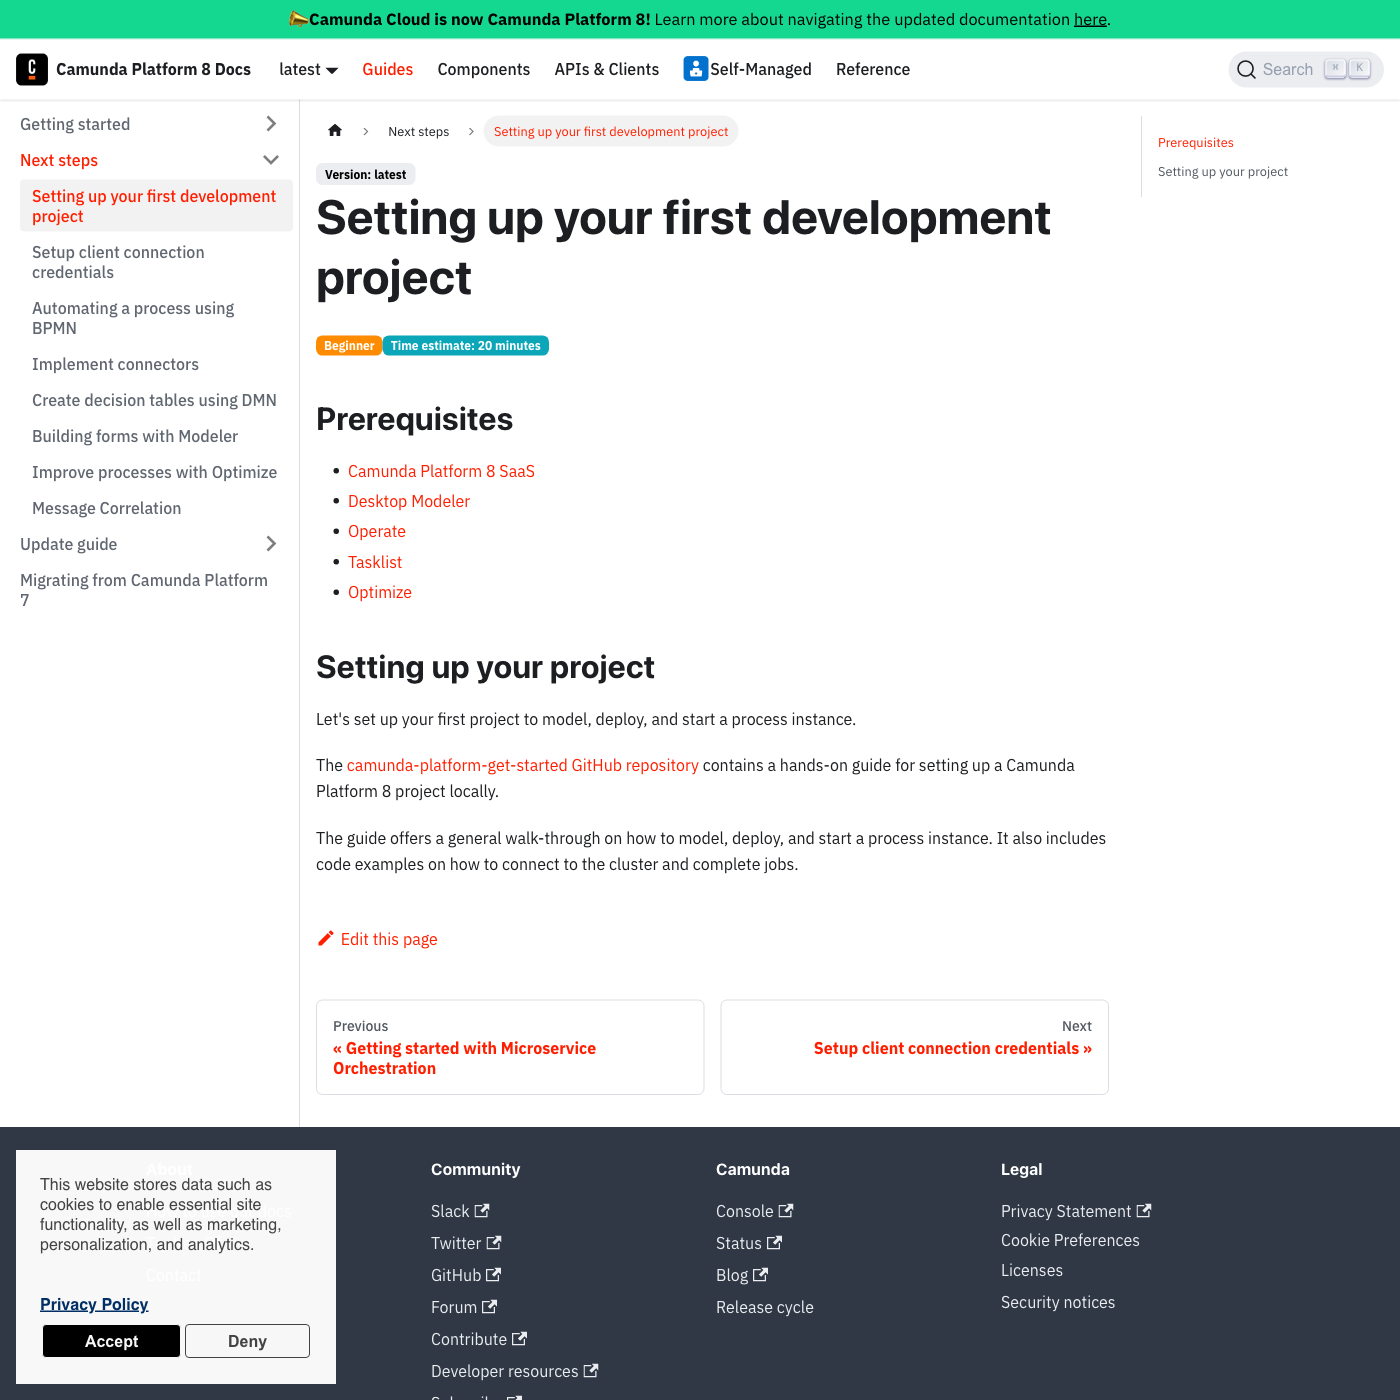 Camunda Cloud is now Camunda Platform 8! Learn more about navigating the updated documentation here.
Camunda Platform 8 Docs latest Guides Components APIs & Clients Self-Managed Reference Search ⌘ K
Getting started
Next steps
Setting up your first development
project
Setup client connection
credentials
Automating a process using
BPMN
Implement connectors
Create decision tables using DMN
Building forms with Modeler
Improve processes with Optimize
Message Correlation
Update guide
Migrating from Camunda Platform
7
Next steps Setting up your first development project
Version: latest
Setting up your first development
project
Beginner Time estimate: 20 minutes
Prerequisites
Camunda Platform 8 SaaS
Desktop Modeler
Operate
Tasklist
Optimize
Setting up your project
Let's set up your first project to model, deploy, and start a process instance.
The camunda-platform-get-started GitHub repository contains a hands-on guide for setting up a Camunda
Platform 8 project locally.
The guide offers a general walk-through on how to model, deploy, and start a process instance. It also includes
code examples on how to connect to the cluster and complete jobs.
Edit this page
Previous
« Getting started with Microservice
Orchestration
Next
Setup client connection credentials »
Prerequisites
Setting up your project
About
Contact
This website stores data such as
cookies to enable essential site
functionality, as well as marketing,
personalization, and analytics.
Privacy Policy
Accept Deny
Community
Slack
Twitter
GitHub
Forum
Contribute
Developer resources
Camunda
Console
Status
Blog
Release cycle
Legal
Privacy Statement
Cookie Preferences
Licenses
Security notices